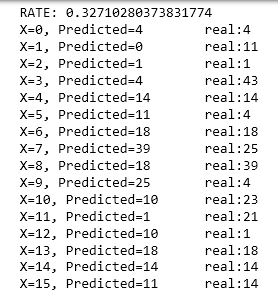 RATE: 0.32710280373831774
X=0, Predicted=4 real:4
X=1, Predicted=0 real:11
X=2, Predicted=1 real:1
X=3, Predicted=4 real:43
X=4, Predicted=14 real:14
X=5, Predicted=11 real:4
X=6, Predicted=18 real:18
X=7, Predicted=39 real:25
X=8, Predicted=18 real:39
X=9, Predicted=25 real:4
X=10, Predicted=10 real:23
X=11, Predicted=1 real:21
X=12, Predicted=10 real:1
X=13, Predicted=18 real:18
X=14, Predicted=14 real:14
X=15, Predicted=11 real:14